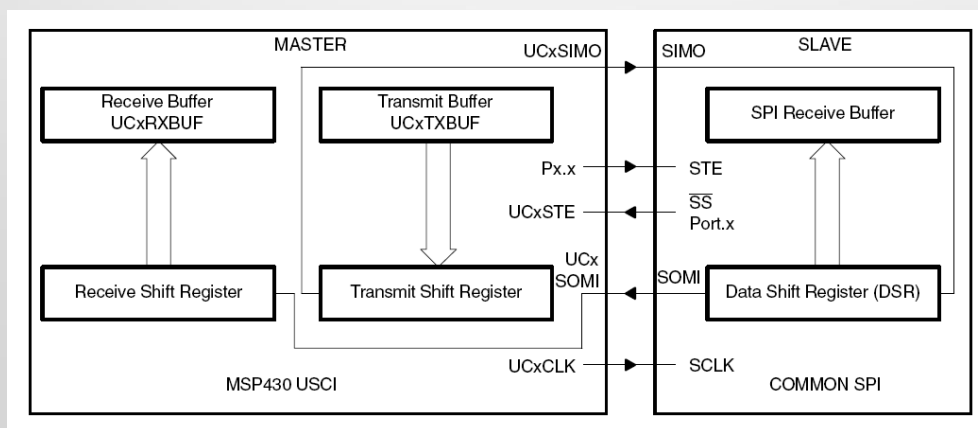 MASTER
UCxSIMO
SIMO
SLAVE
Receive Buffer
UCxRXBUF
Transmit Buffer
UCxTXBUF
SPI Receive Buffer
Px.x
STE
UCxSTE
SS
Port.x
UCx
SOMI
SOMI
Receive Shift Register
Transmit Shift Register
Data Shift Register (DSR)
UCxCLK
SCLK
MSP430 USCI
COMMON SPI